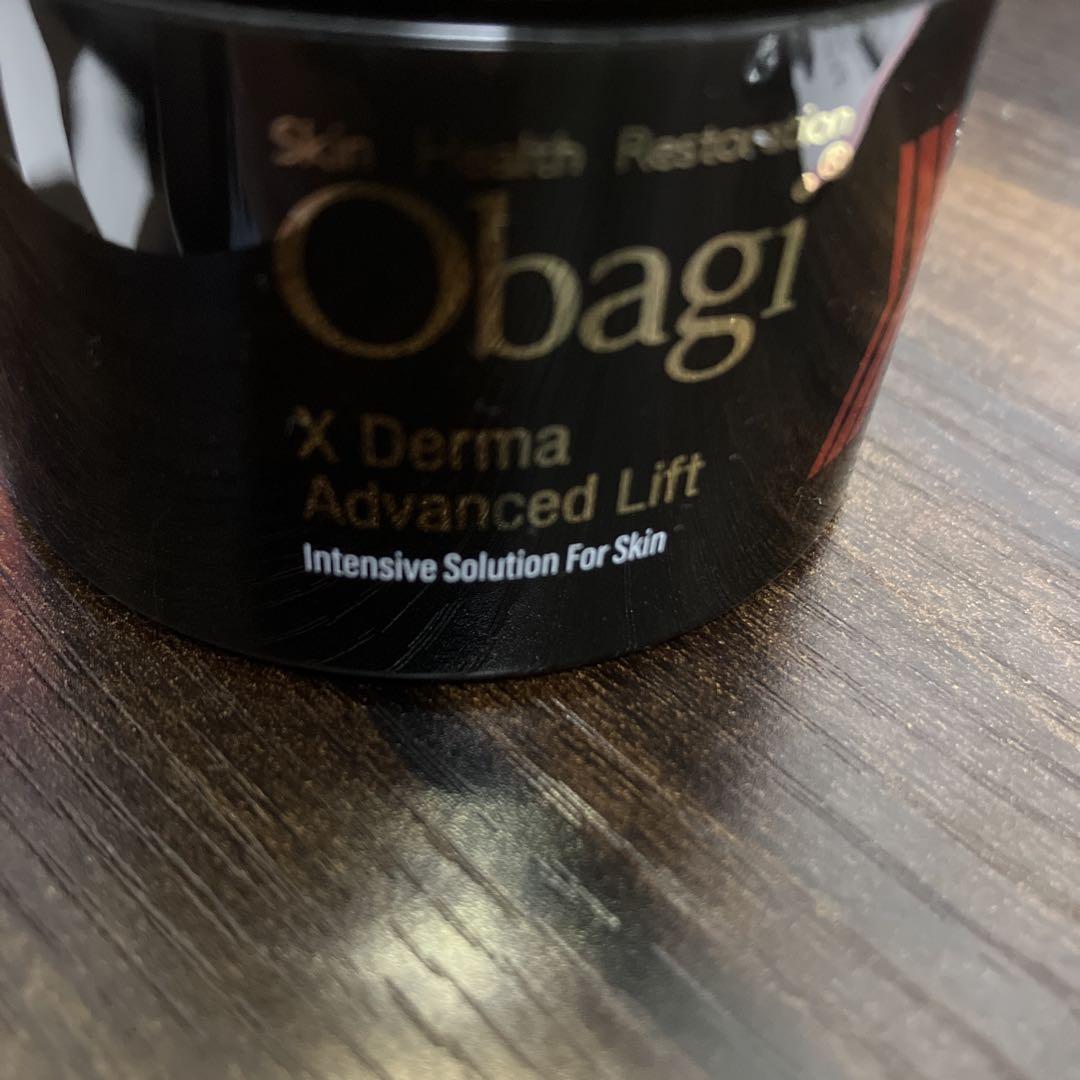 Skin Health Restoration
Obagi®
X Derma
Advanced Lift
Intensive Solution For Skin